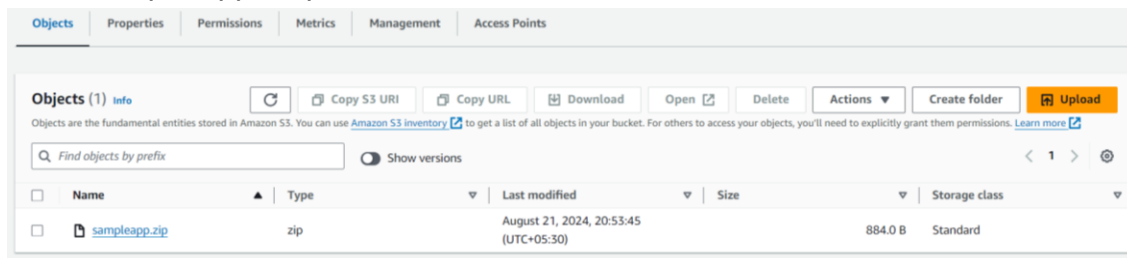 Objects Properties Permissions Metrics Management Access Points
Objects (1) Info Copy S3 URI Copy URL Download Open Delete Actions Create folder Upload
Objects are the fundamental entities stored in Amazon S3. You can use Amazon S3 inventory to get a list of all objects in your bucket. For others to access your objects, you'll need to explicitly grant them permissions. Learn more
Find objects by prefix Show versions 1
Name Type Last modified Size Storage class
sampleapp.zip zip August 21, 2024, 20:53:45 884.0 B Standard
(UTC+05:30)